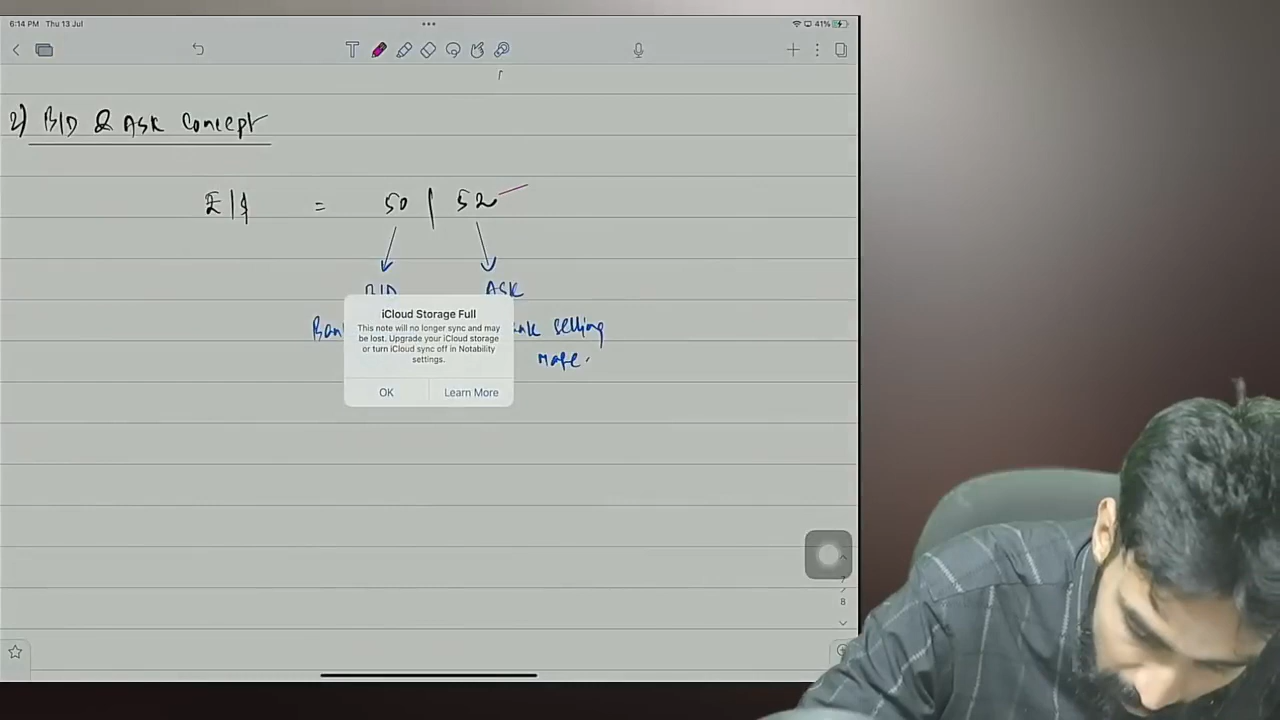 6:14 PM Thu 13 Jul
41%
2) BID & ASK Concept
= 50 | 52
BID ASK
iCloud Storage Full
This note will no longer sync and may
be lost. Upgrade your iCloud storage
or turn iCloud sync off in Notability
settings.
selling
OK Learn More
7
8